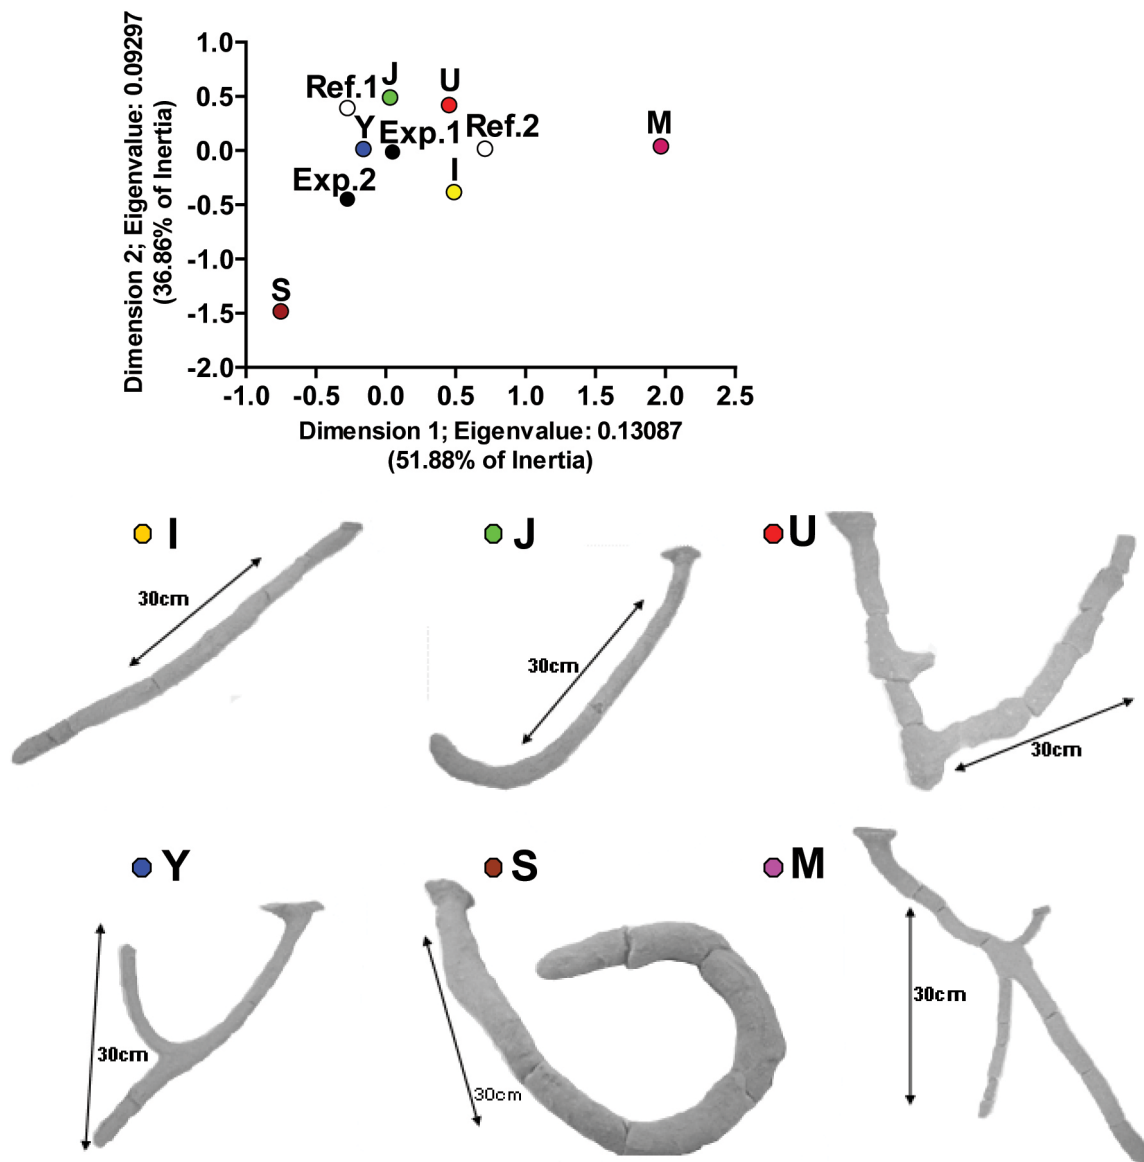 Dimension 2; Eigenvalue: 0.09297
(36.86% of Inertia)
1.0
0.5
0.0
-0.5
-1.0
-1.5
-2.0
Ref.1
J
U
Y
Exp.1
Ref.2
M
I
Exp.2
S
-1.0 -0.5 0.0 0.5 1.0 1.5 2.0 2.5
Dimension 1; Eigenvalue: 0.13087
(51.88% of Inertia)
I
J
U
30cm
30cm
30cm
Y
S
M
30cm
30cm
30cm